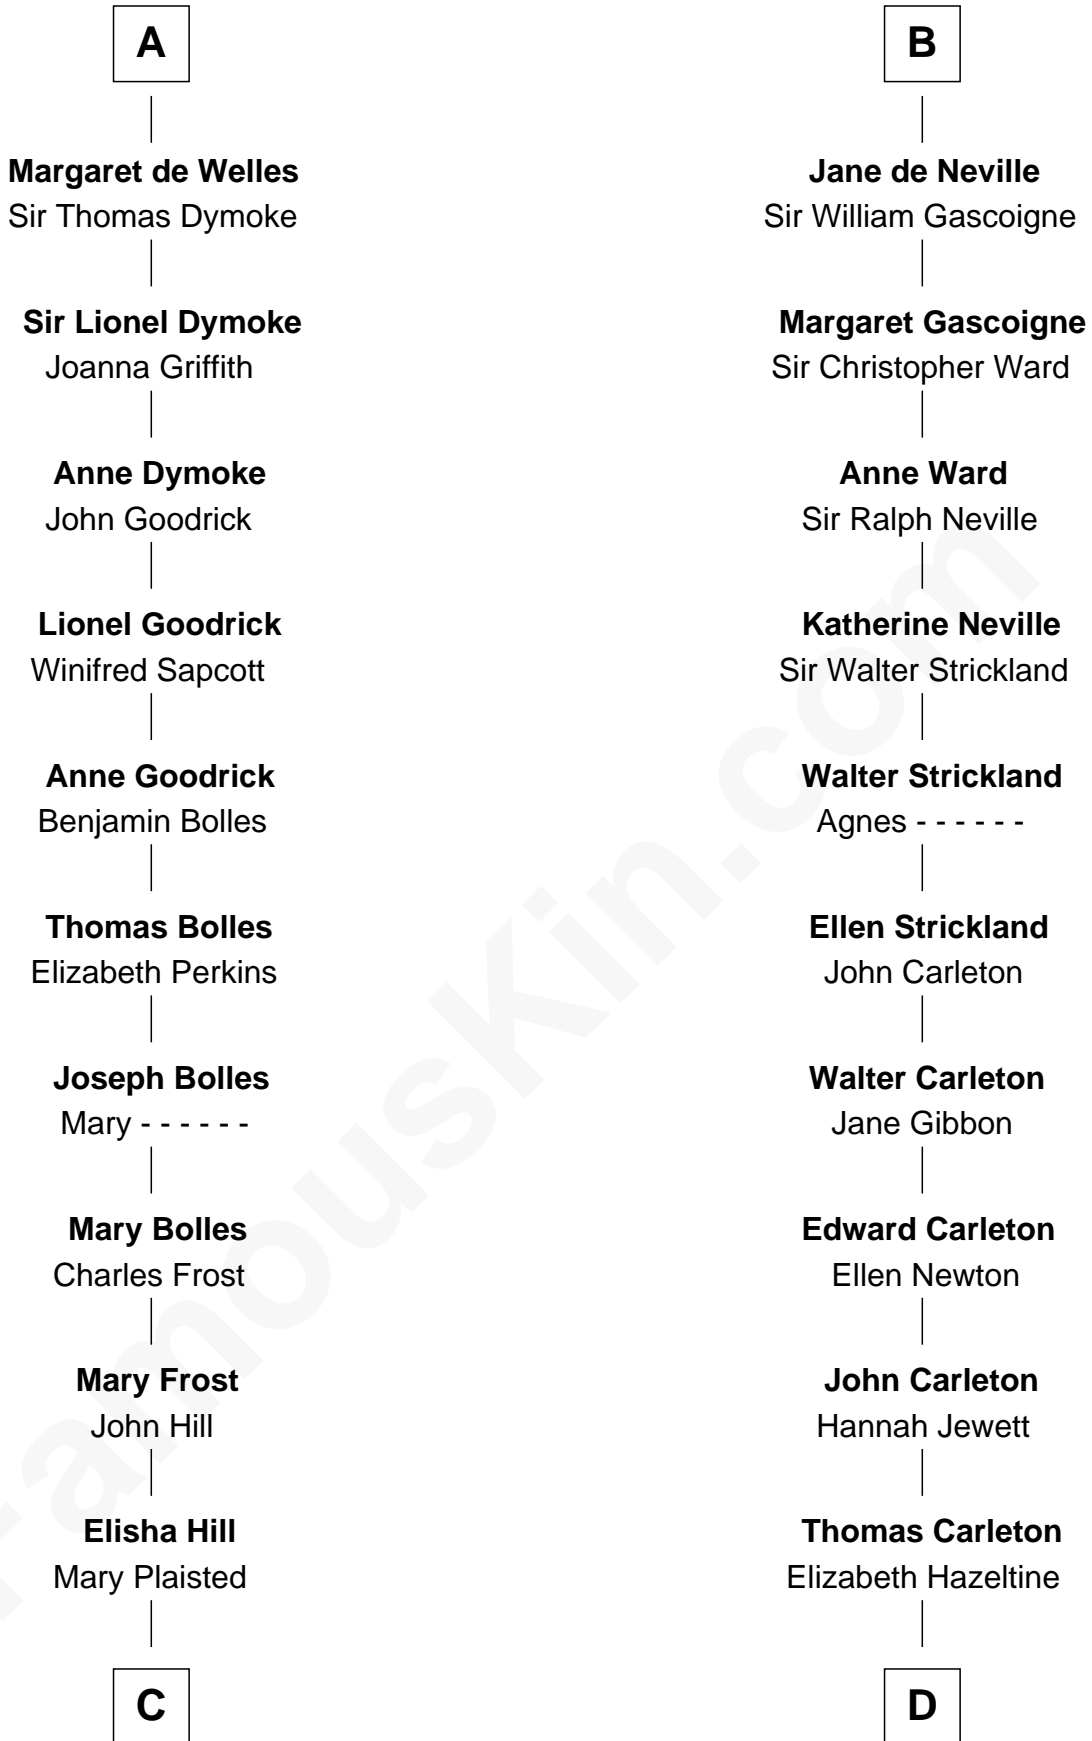 A
Margaret de Welles
Sir Thomas Dymoke
Sir Lionel Dymoke
Joanna Griffith
Anne Dymoke
John Goodrick
Lionel Goodrick
Winifred Sapcott
Anne Goodrick
Benjamin Bolles
Thomas Bolles
Elizabeth Perkins
Joseph Bolles
Mary - - - - - -
Mary Bolles
Charles Frost
Mary Frost
John Hill
Elisha Hill
Mary Plaisted
C
B
Jane de Neville
Sir William Gascoigne
Margaret Gascoigne
Sir Christopher Ward
Anne Ward
Sir Ralph Neville
Katherine Neville
Sir Walter Strickland
Walter Strickland
Agnes - - - - - -
Ellen Strickland
John Carleton
Walter Carleton
Jane Gibbon
Edward Carleton
Ellen Newton
John Carleton
Hannah Jewett
Thomas Carleton
Elizabeth Hazeltine
D
FamousKin.com